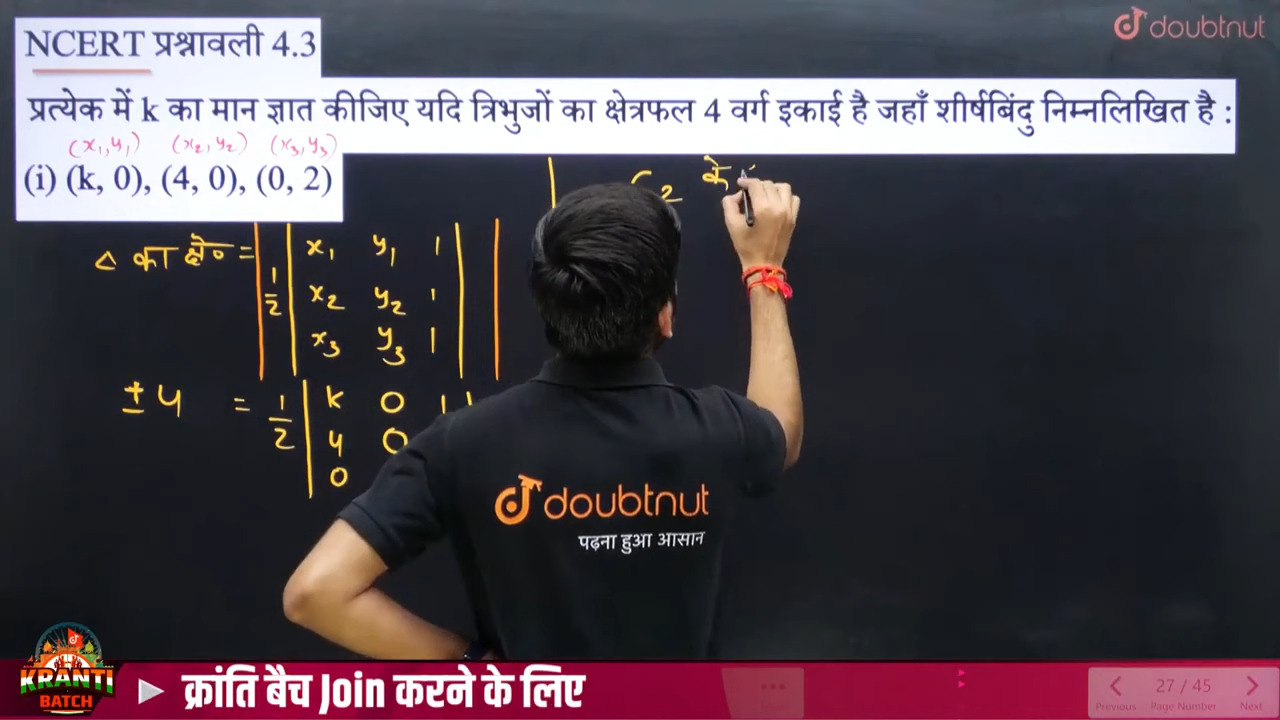 NCERT प्रश्नावली 4.3
doubtnut
प्रत्येक में k का मान ज्ञात कीजिए यदि त्रिभुजों का क्षेत्रफल 4 वर्ग इकाई है जहाँ शीर्षबिंदु निम्नलिखित है :
(x₁,y₁) (x₂,y₂) (x₃,y₃)
(i) (k, 0), (4, 0), (0, 2)
C₂ के
Δ का क्षे० = 1/2 | x₁ y₁ 1 |
x₂ y₂ 1
x₃ y₃ 1
± 4 = 1/2 | k 0 1 |
4 0
0
doubtnut
पढ़ना हुआ आसान
KRANTI
BATCH
क्रांति बैच Join करने के लिए
27 / 45
Previous Page Number Next